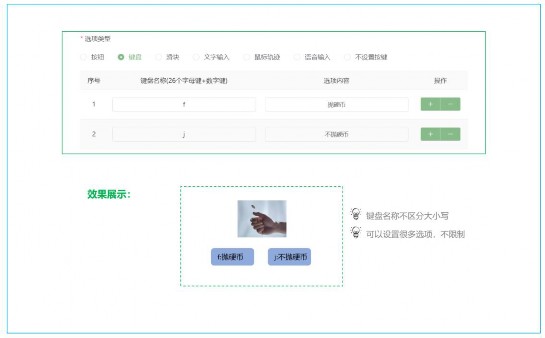 * 选项类型
按钮 键盘 滑块 文字输入 鼠标轨迹 语音输入 不设置按键
序号 键盘名称(26个字母键+数字键) 选项内容 操作
1 f 抛硬币 + −
2 j 不抛硬币 + −
效果展示：
键盘名称不区分大小写
可以设置很多选项，不限制
f:抛硬币 j:不抛硬币